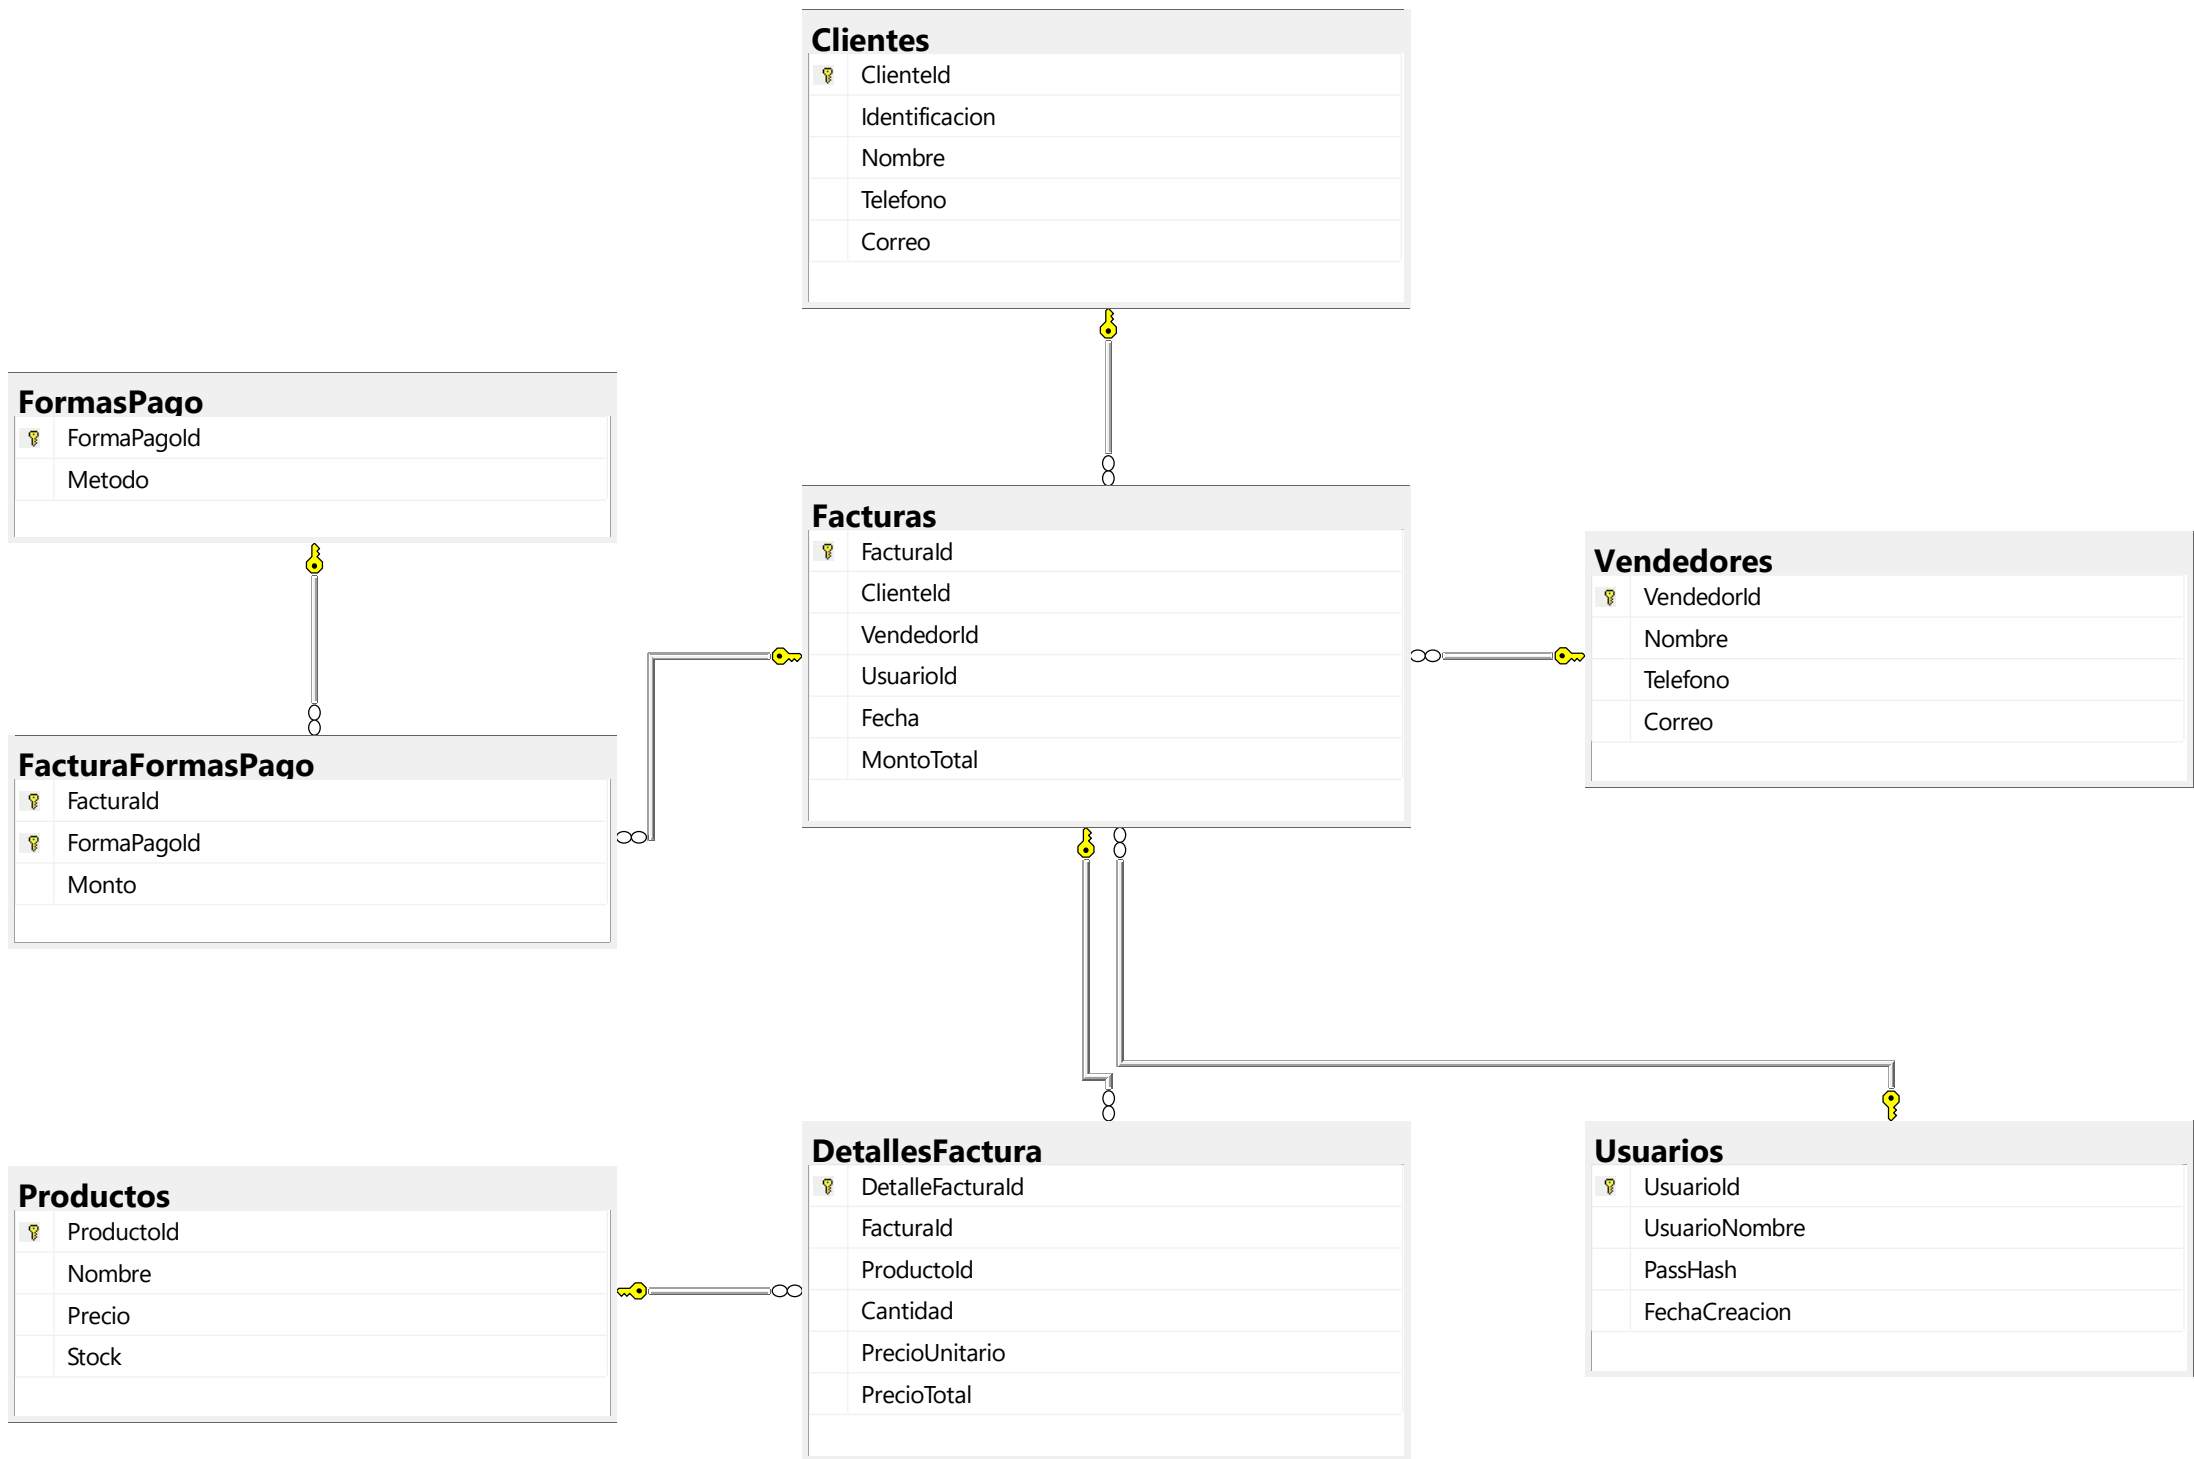 Clientes
ClienteId
Identificacion
Nombre
Telefono
Correo
FormasPago
FormaPagoId
Metodo
Facturas
FacturaId
ClienteId
VendedorId
UsuarioId
Fecha
MontoTotal
Vendedores
VendedorId
Nombre
Telefono
Correo
FacturaFormasPago
FacturaId
FormaPagoId
Monto
Productos
ProductoId
Nombre
Precio
Stock
DetallesFactura
DetalleFacturaId
FacturaId
ProductoId
Cantidad
PrecioUnitario
PrecioTotal
Usuarios
UsuarioId
UsuarioNombre
PassHash
FechaCreacion